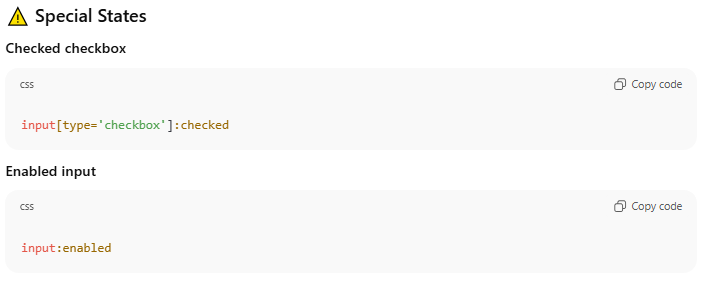 ⚠ Special States
Checked checkbox
css
Copy code
input[type='checkbox']:checked
Enabled input
css
Copy code
input:enabled